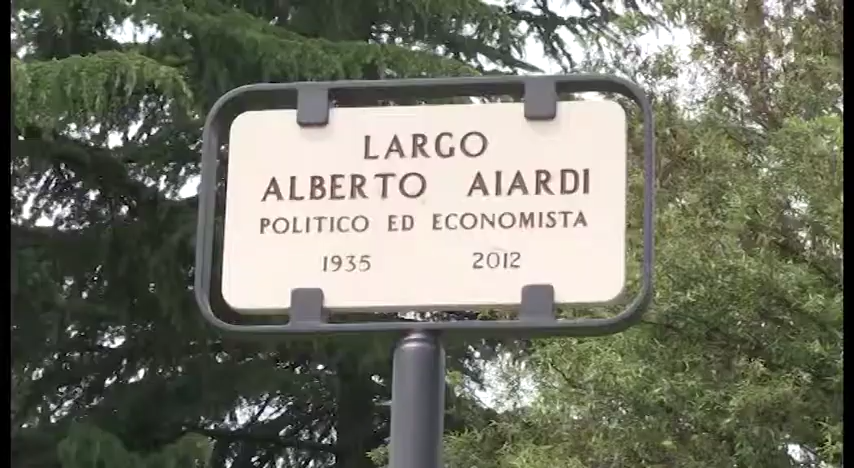 LARGO
ALBERTO AIARDI
POLITICO ED ECONOMISTA
1935 2012